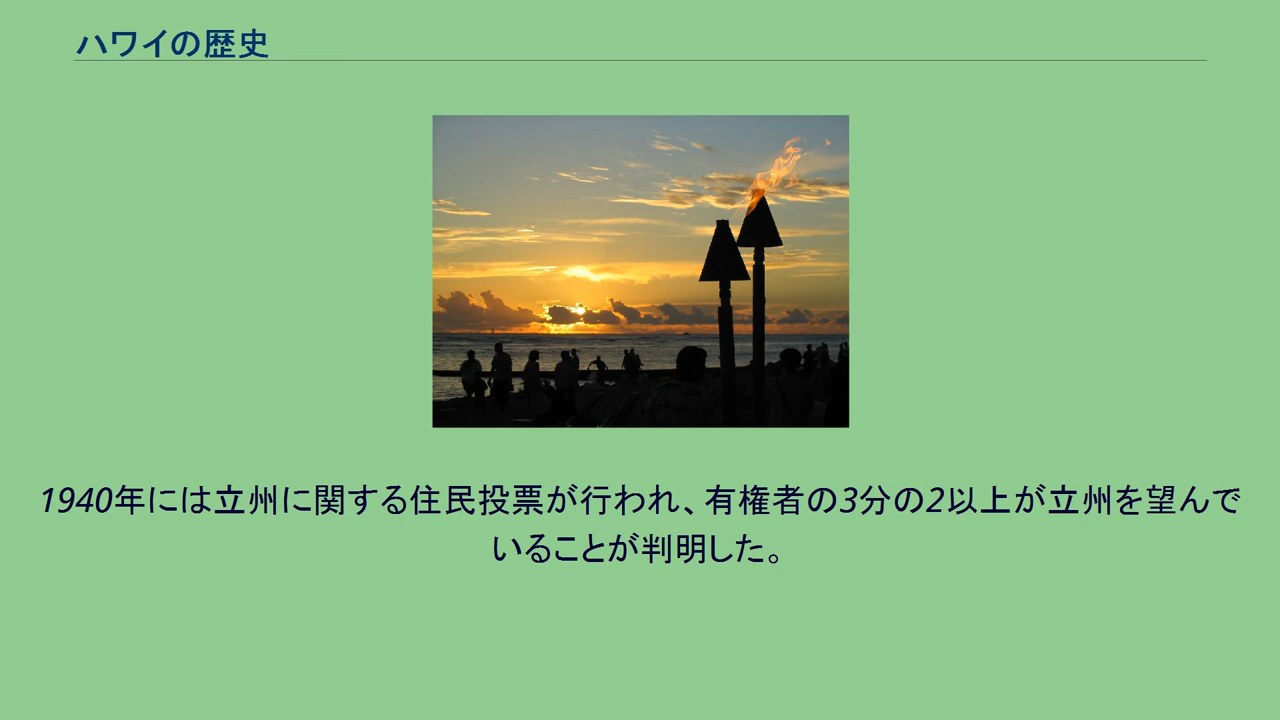 ハワイの歴史
1940年には立州に関する住民投票が行われ、有権者の3分の2以上が立州を望んで
いることが判明した。